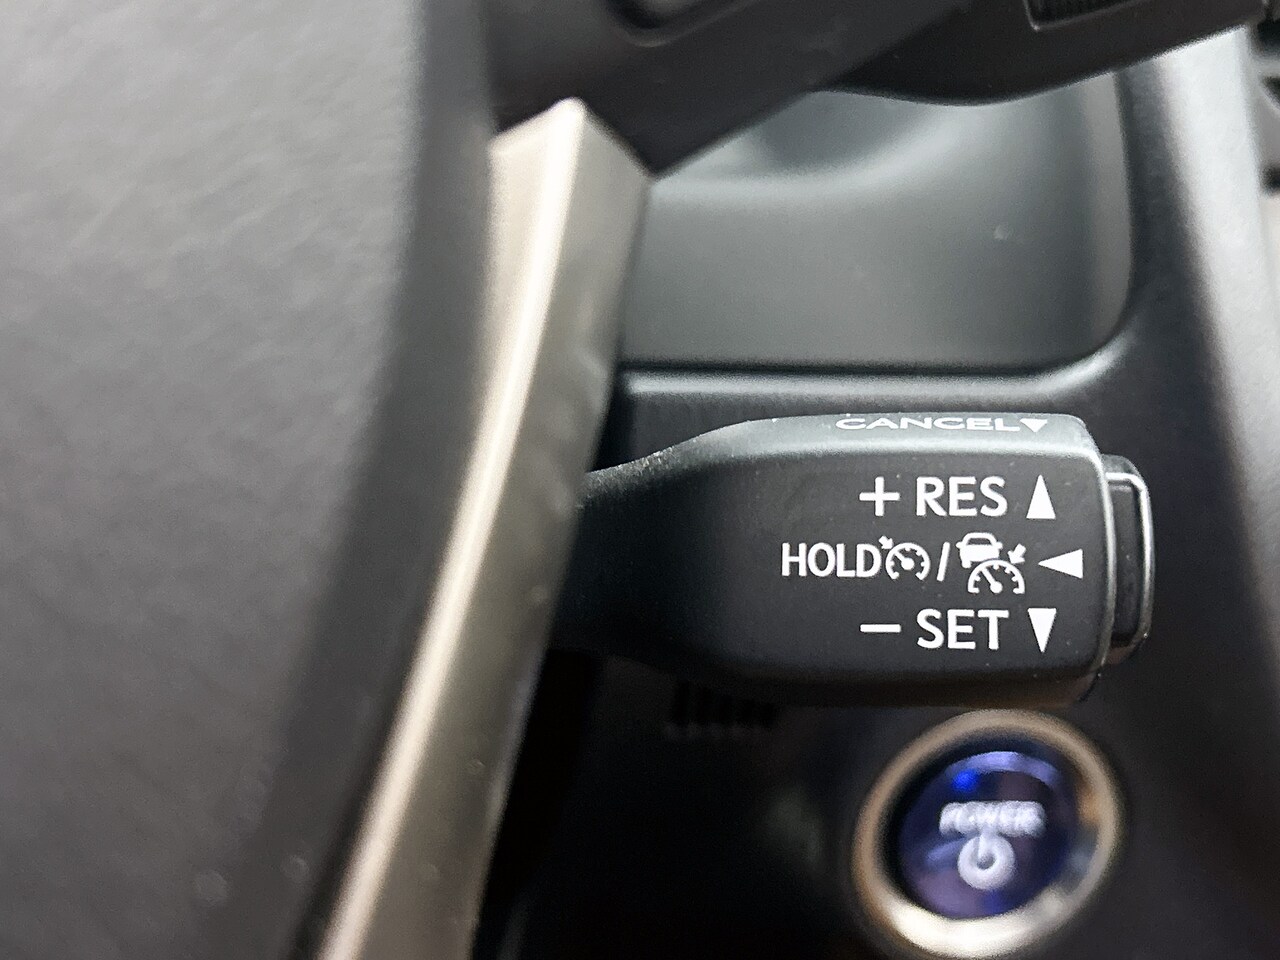 CANCEL▼
+ RES ▲
HOLD / ◀
− SET ▼
POWER